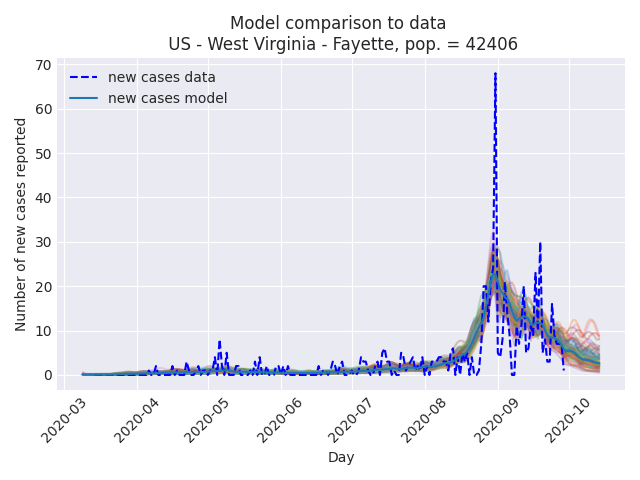 Model comparison to data
US - West Virginia - Fayette, pop. = 42406
new cases data
new cases model
Number of new cases reported
70
60
50
40
30
20
10
0
2020-03
2020-04
2020-05
2020-06
2020-07
2020-08
2020-09
2020-10
Day